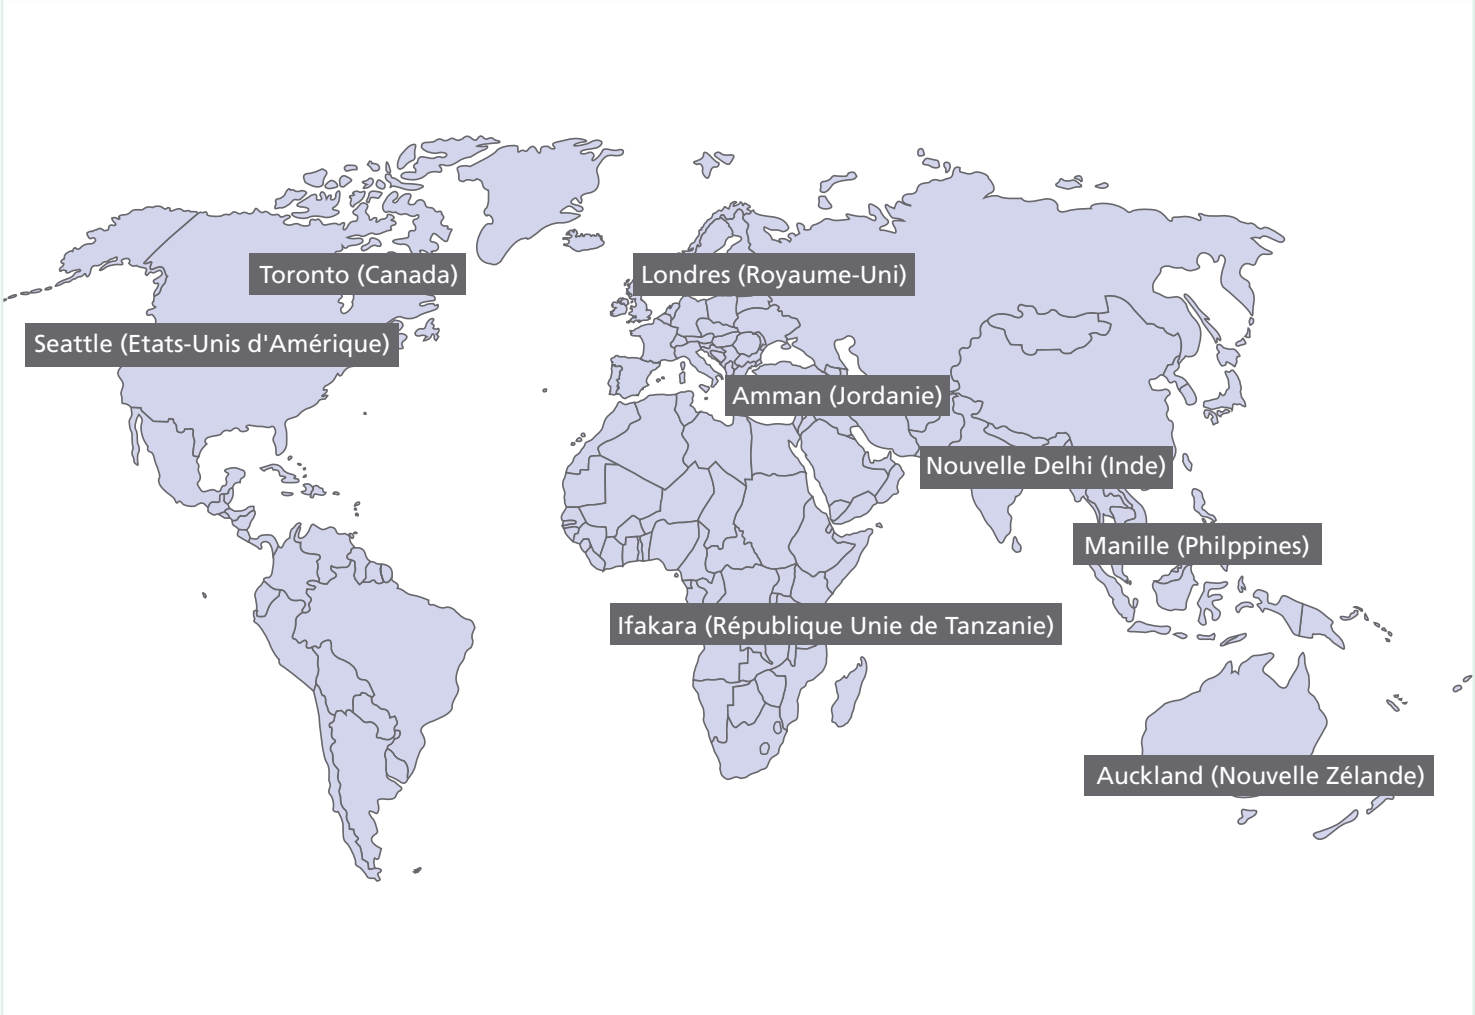 Toronto (Canada)
Londres (Royaume-Uni)
Seattle (Etats-Unis d'Amérique)
Amman (Jordanie)
Nouvelle Delhi (Inde)
Manille (Philppines)
Ifakara (République Unie de Tanzanie)
Auckland (Nouvelle Zélande)